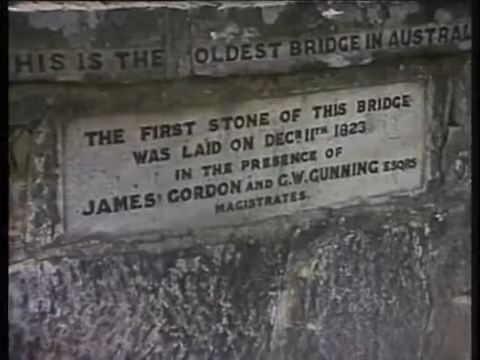 HIS IS THE OLDEST BRIDGE IN AUSTRAL
THE FIRST STONE OF THIS BRIDGE
WAS LAID ON DECR 11TH 1823
IN THE PRESENCE OF
JAMES GORDON AND G.W. GUNNING ESQRS
MAGISTRATES.